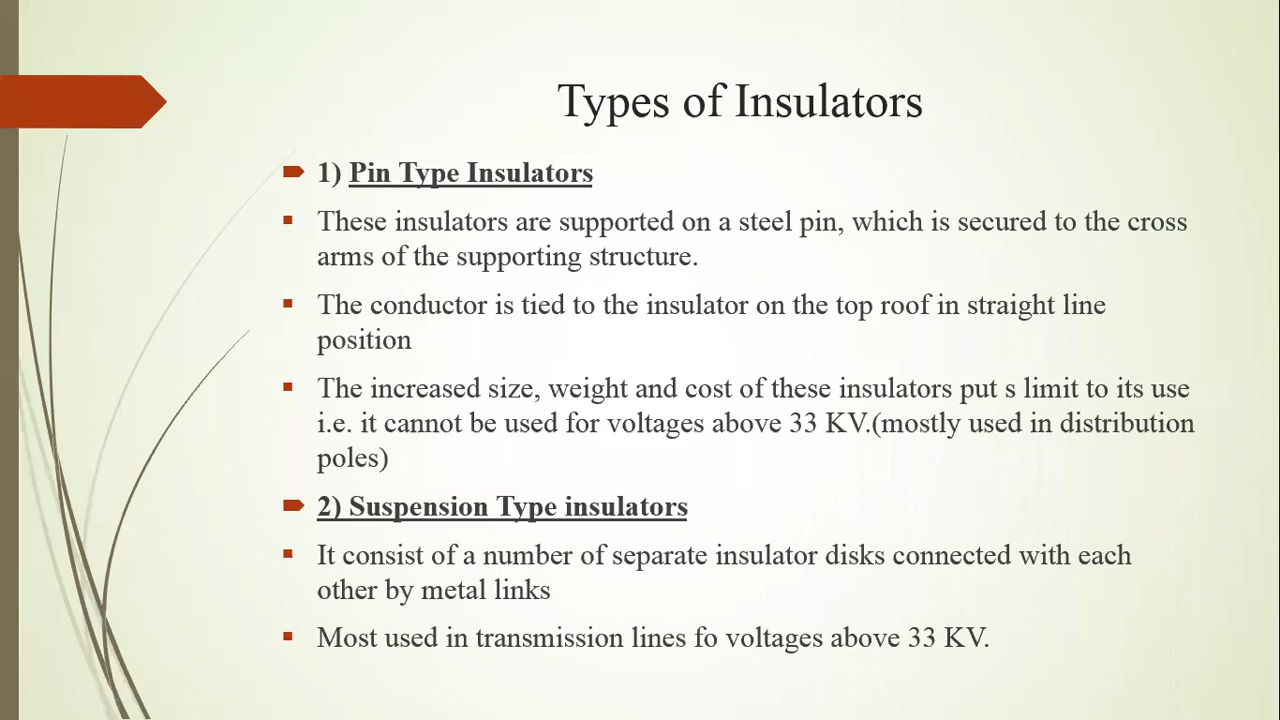 Types of Insulators
1) Pin Type Insulators
These insulators are supported on a steel pin, which is secured to the cross
arms of the supporting structure.
The conductor is tied to the insulator on the top roof in straight line
position
The increased size, weight and cost of these insulators put s limit to its use
i.e. it cannot be used for voltages above 33 KV.(mostly used in distribution
poles)
2) Suspension Type insulators
It consist of a number of separate insulator disks connected with each
other by metal links
Most used in transmission lines fo voltages above 33 KV.